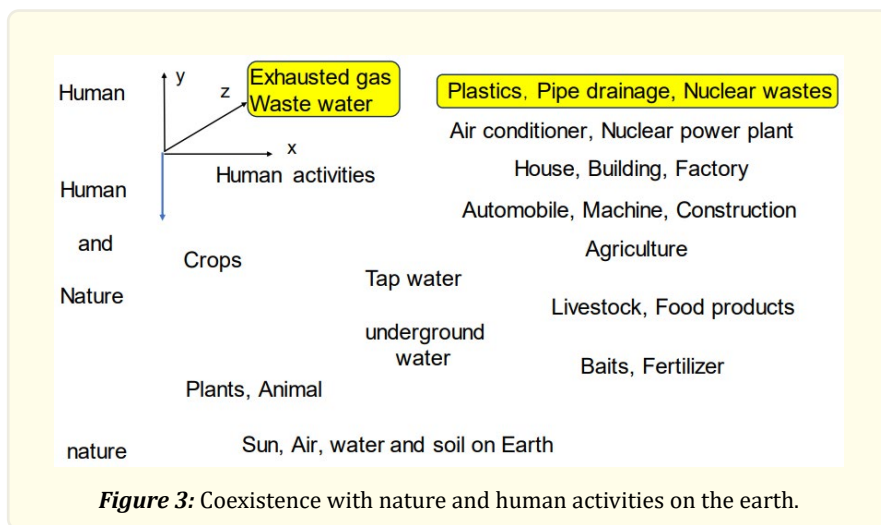 Human
y
z
Exhausted gas
Waste water
Plastics, Pipe drainage, Nuclear wastes
Air conditioner, Nuclear power plant
x
Human activities
House, Building, Factory
Human
Automobile, Machine, Construction
and
Agriculture
Crops
Tap water
Nature
Livestock, Food products
underground
water
Baits, Fertilizer
Plants, Animal
nature
Sun, Air, water and soil on Earth
Figure 3: Coexistence with nature and human activities on the earth.